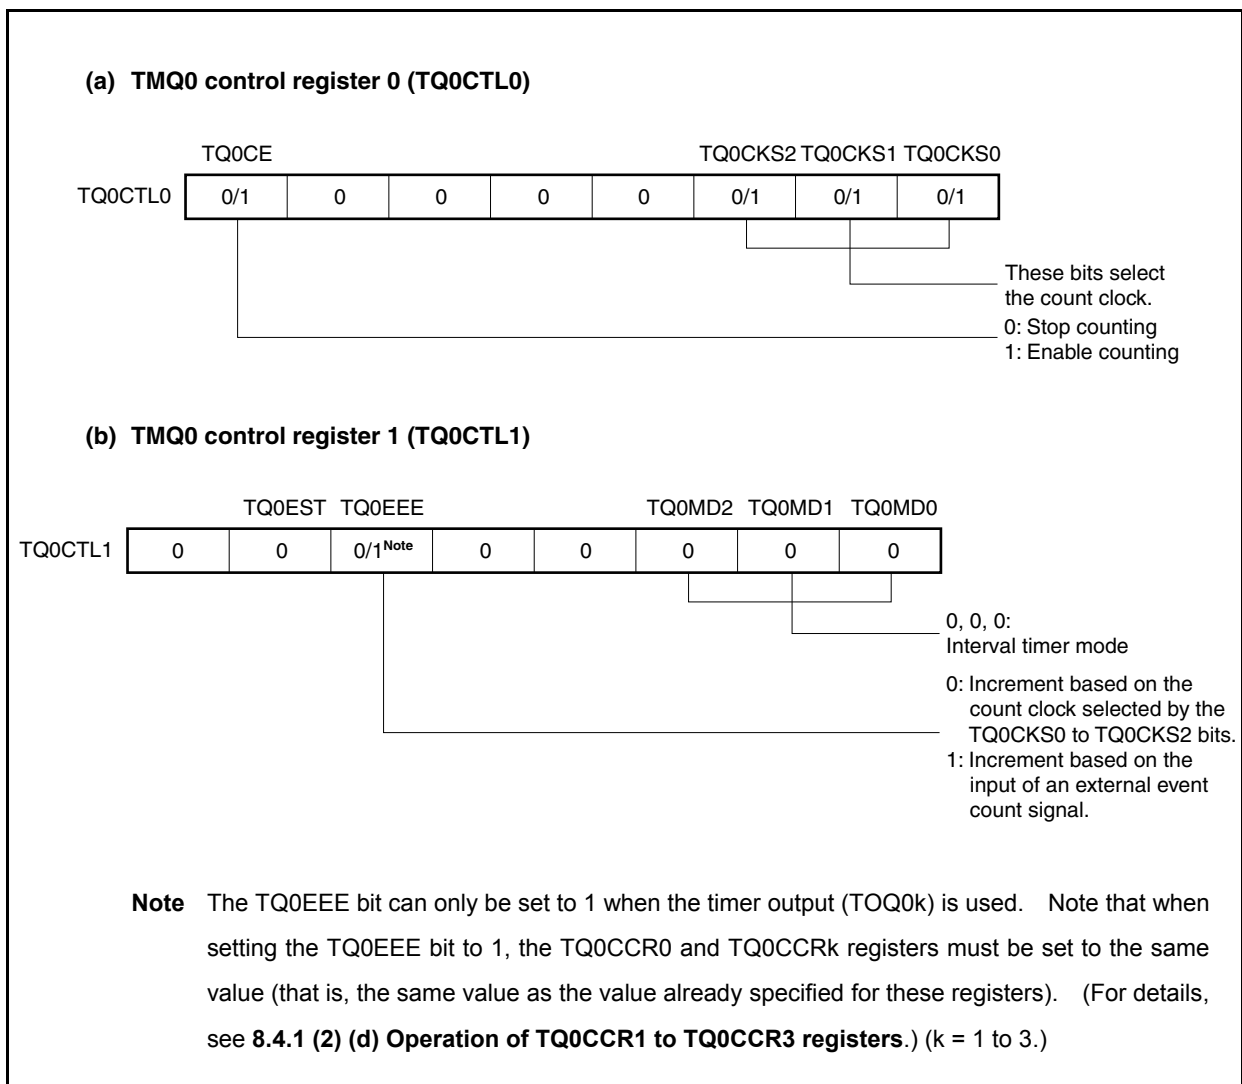 (a) TMQ0 control register 0 (TQ0CTL0)
TQ0CE TQ0CKS2 TQ0CKS1 TQ0CKS0
TQ0CTL0 0/1 0 0 0 0 0/1 0/1 0/1
These bits select
the count clock.
0: Stop counting
1: Enable counting
(b) TMQ0 control register 1 (TQ0CTL1)
TQ0EST TQ0EEE TQ0MD2 TQ0MD1 TQ0MD0
TQ0CTL1 0 0 0/1Note 0 0 0 0 0
0, 0, 0:
Interval timer mode
0: Increment based on the
count clock selected by the
TQ0CKS0 to TQ0CKS2 bits.
1: Increment based on the
input of an external event
count signal.
Note The TQ0EEE bit can only be set to 1 when the timer output (TOQ0k) is used. Note that when
setting the TQ0EEE bit to 1, the TQ0CCR0 and TQ0CCRk registers must be set to the same
value (that is, the same value as the value already specified for these registers). (For details,
see 8.4.1 (2) (d) Operation of TQ0CCR1 to TQ0CCR3 registers.) (k = 1 to 3.)